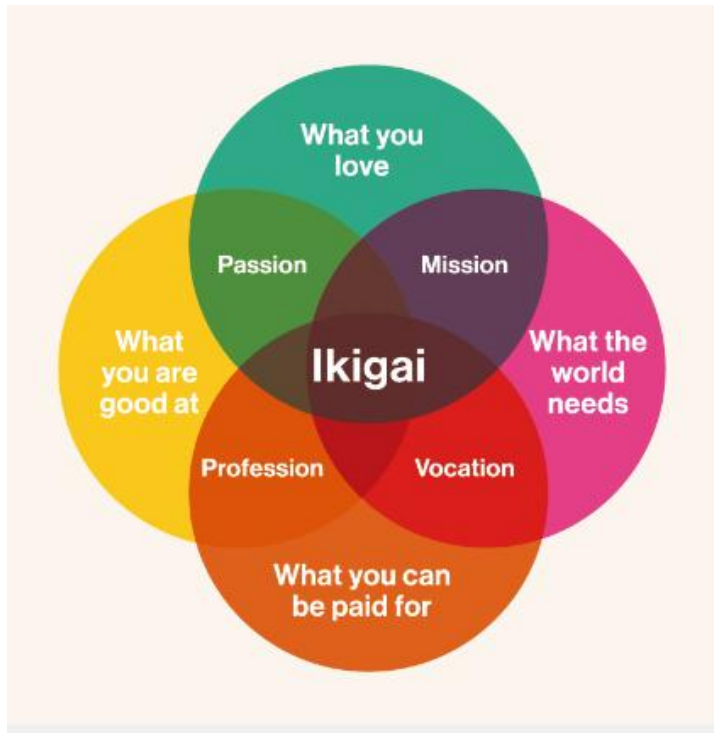 What you
love
Passion
Mission
What
you are
good at
Ikigai
What the
world
needs
Profession
Vocation
What you can
be paid for